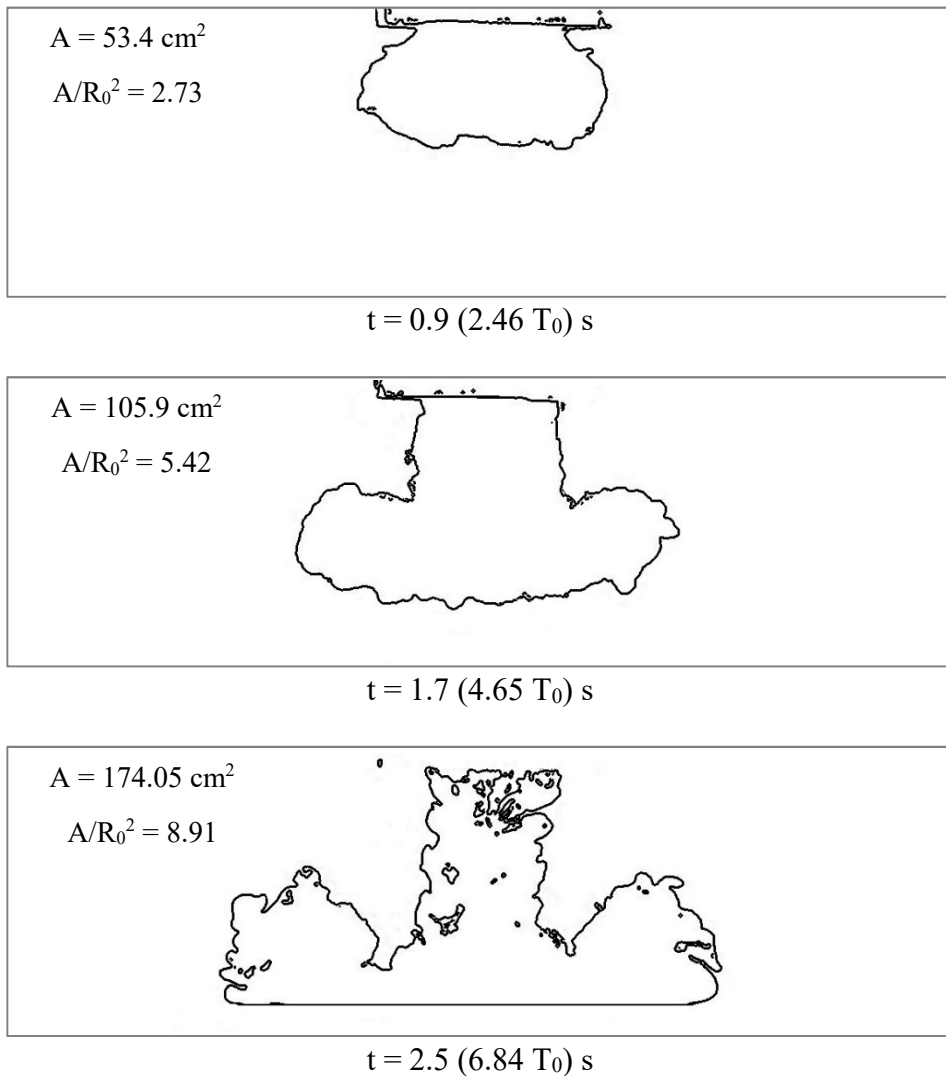 A = 53.4 cm²
A/R₀² = 2.73
t = 0.9 (2.46 T₀) s
A = 105.9 cm²
A/R₀² = 5.42
t = 1.7 (4.65 T₀) s
A = 174.05 cm²
A/R₀² = 8.91
t = 2.5 (6.84 T₀) s